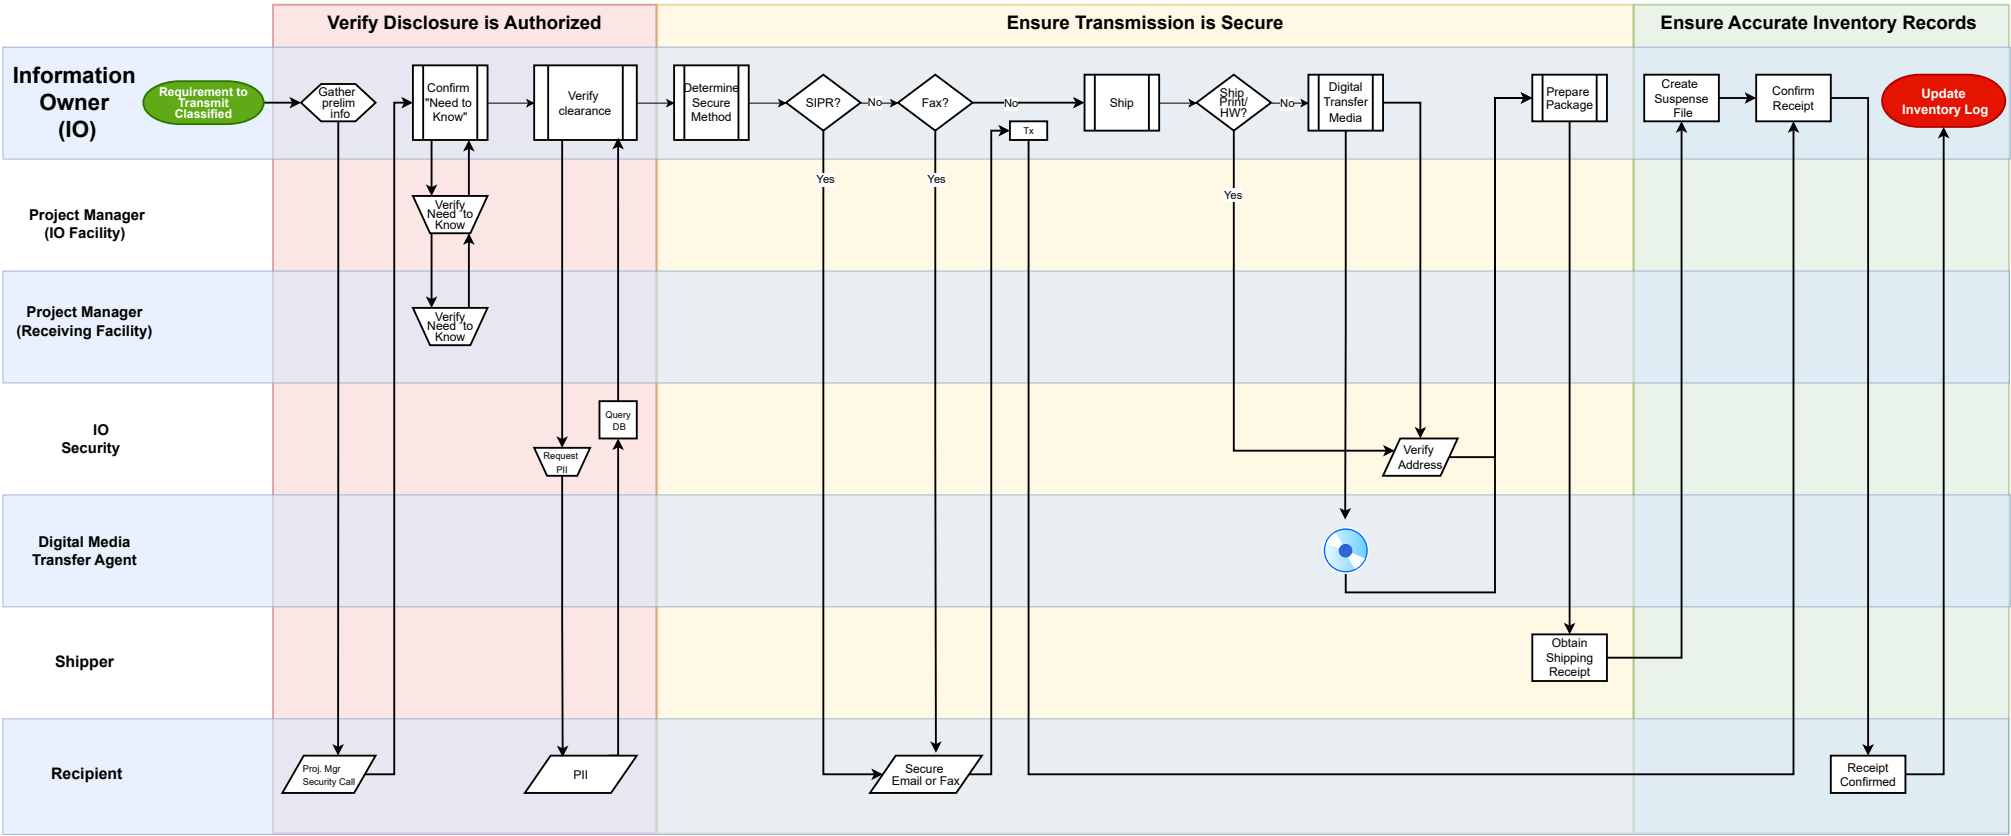 Verify Disclosure is Authorized
Ensure Transmission is Secure
Ensure Accurate Inventory Records
Information
Owner
(IO)
Requirement to
Transmit
Classified
Gather
prelim
info
Confirm
"Need to
Know"
Verify
clearance
Determine
Secure
Method
SIPR?
No
Fax?
No
Tx
Ship
Ship
Print/
HW?
No
Digital
Transfer
Media
Prepare
Package
Create
Suspense
File
Confirm
Receipt
Update
Inventory Log
Yes
Yes
Yes
Project Manager
(IO Facility)
Verify
Need to
Know
Project Manager
(Receiving Facility)
Verify
Need to
Know
IO
Security
Request
PII
Query
DB
Verify
Address
Digital Media
Transfer Agent
Shipper
Obtain
Shipping
Receipt
Recipient
Proj. Mgr
Security Call
PII
Secure
Email or Fax
Receipt
Confirmed